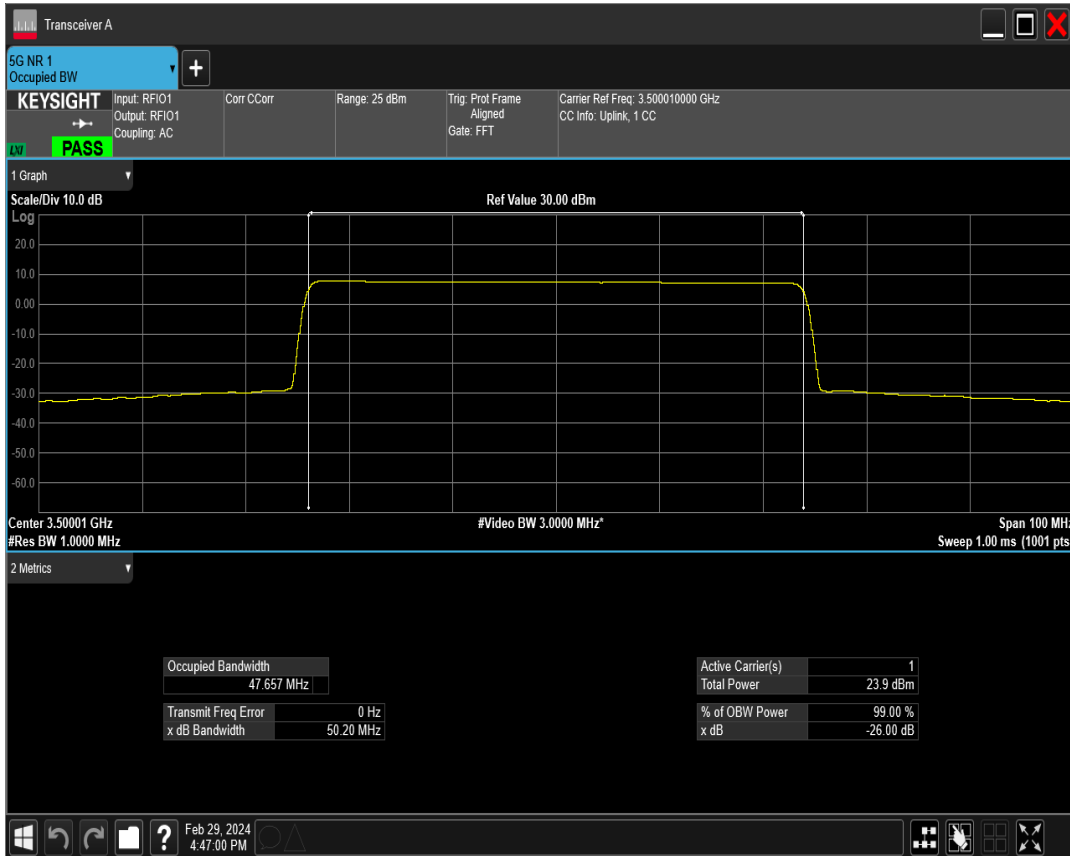 Transceiver A
5G NR 1
Occupied BW
KEYSIGHT
LXI
PASS
Input: RFIO1
Output: RFIO1
Coupling: AC
Corr CCorr
Range: 25 dBm
Trig: Prot Frame
Aligned
Gate: FFT
Carrier Ref Freq: 3.500010000 GHz
CC Info: Uplink, 1 CC
1 Graph
Scale/Div 10.0 dB
Ref Value 30.00 dBm
Log
20.0
10.0
0.00
-10.0
-20.0
-30.0
-40.0
-50.0
-60.0
Center 3.50001 GHz
#Video BW 3.0000 MHz*
Span 100 MHz
#Res BW 1.0000 MHz
Sweep 1.00 ms (1001 pts
2 Metrics
Occupied Bandwidth
47.657 MHz
Transmit Freq Error 0 Hz
x dB Bandwidth 50.20 MHz
Active Carrier(s) 1
Total Power 23.9 dBm
% of OBW Power 99.00 %
x dB -26.00 dB
?
Feb 29, 2024
4:47:00 PM